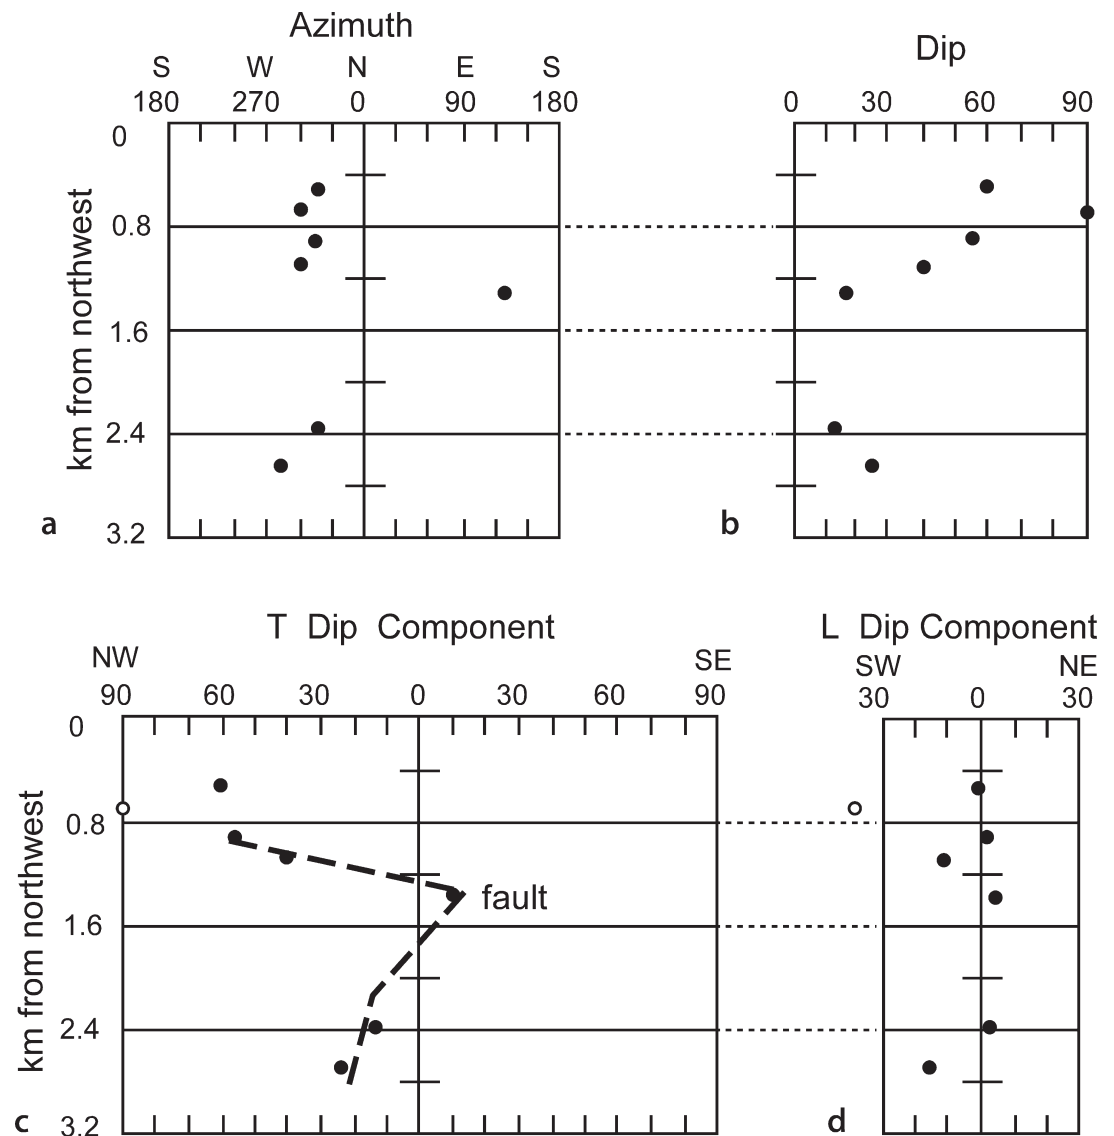 Azimuth
S W N E S
180 270 0 90 180
Dip
0 30 60 90
0
0.8
1.6
2.4
3.2
km from northwest
a
b
T Dip Component
NW SE
90 60 30 0 30 60 90
L Dip Component
SW NE
30 0 30
0
0.8
1.6
2.4
3.2
km from northwest
fault
c
d